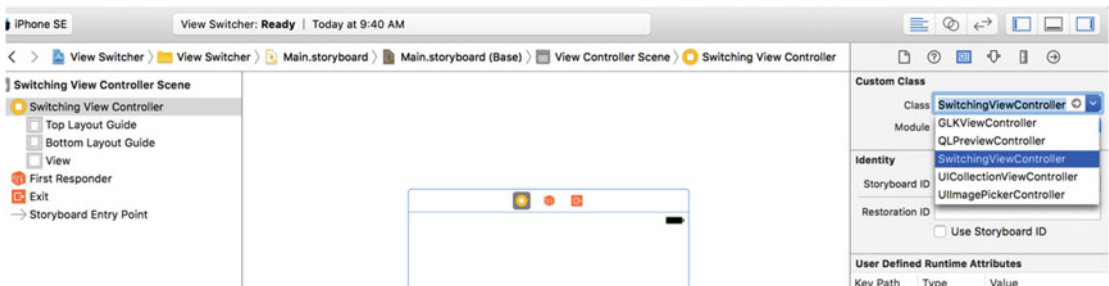 iPhone SE
View Switcher: Ready | Today at 9:40 AM
View Switcher
View Switcher
Main.storyboard
Main.storyboard (Base)
View Controller Scene
Switching View Controller
Switching View Controller Scene
Switching View Controller
Top Layout Guide
Bottom Layout Guide
View
First Responder
Exit
Storyboard Entry Point
Custom Class
Class SwitchingViewController
Module
GLKViewController
QLPreviewController
SwitchingViewController
UICollectionViewController
UIImagePickerController
Identity
Storyboard ID
Restoration ID
Use Storyboard ID
User Defined Runtime Attributes
Key Path Type Value